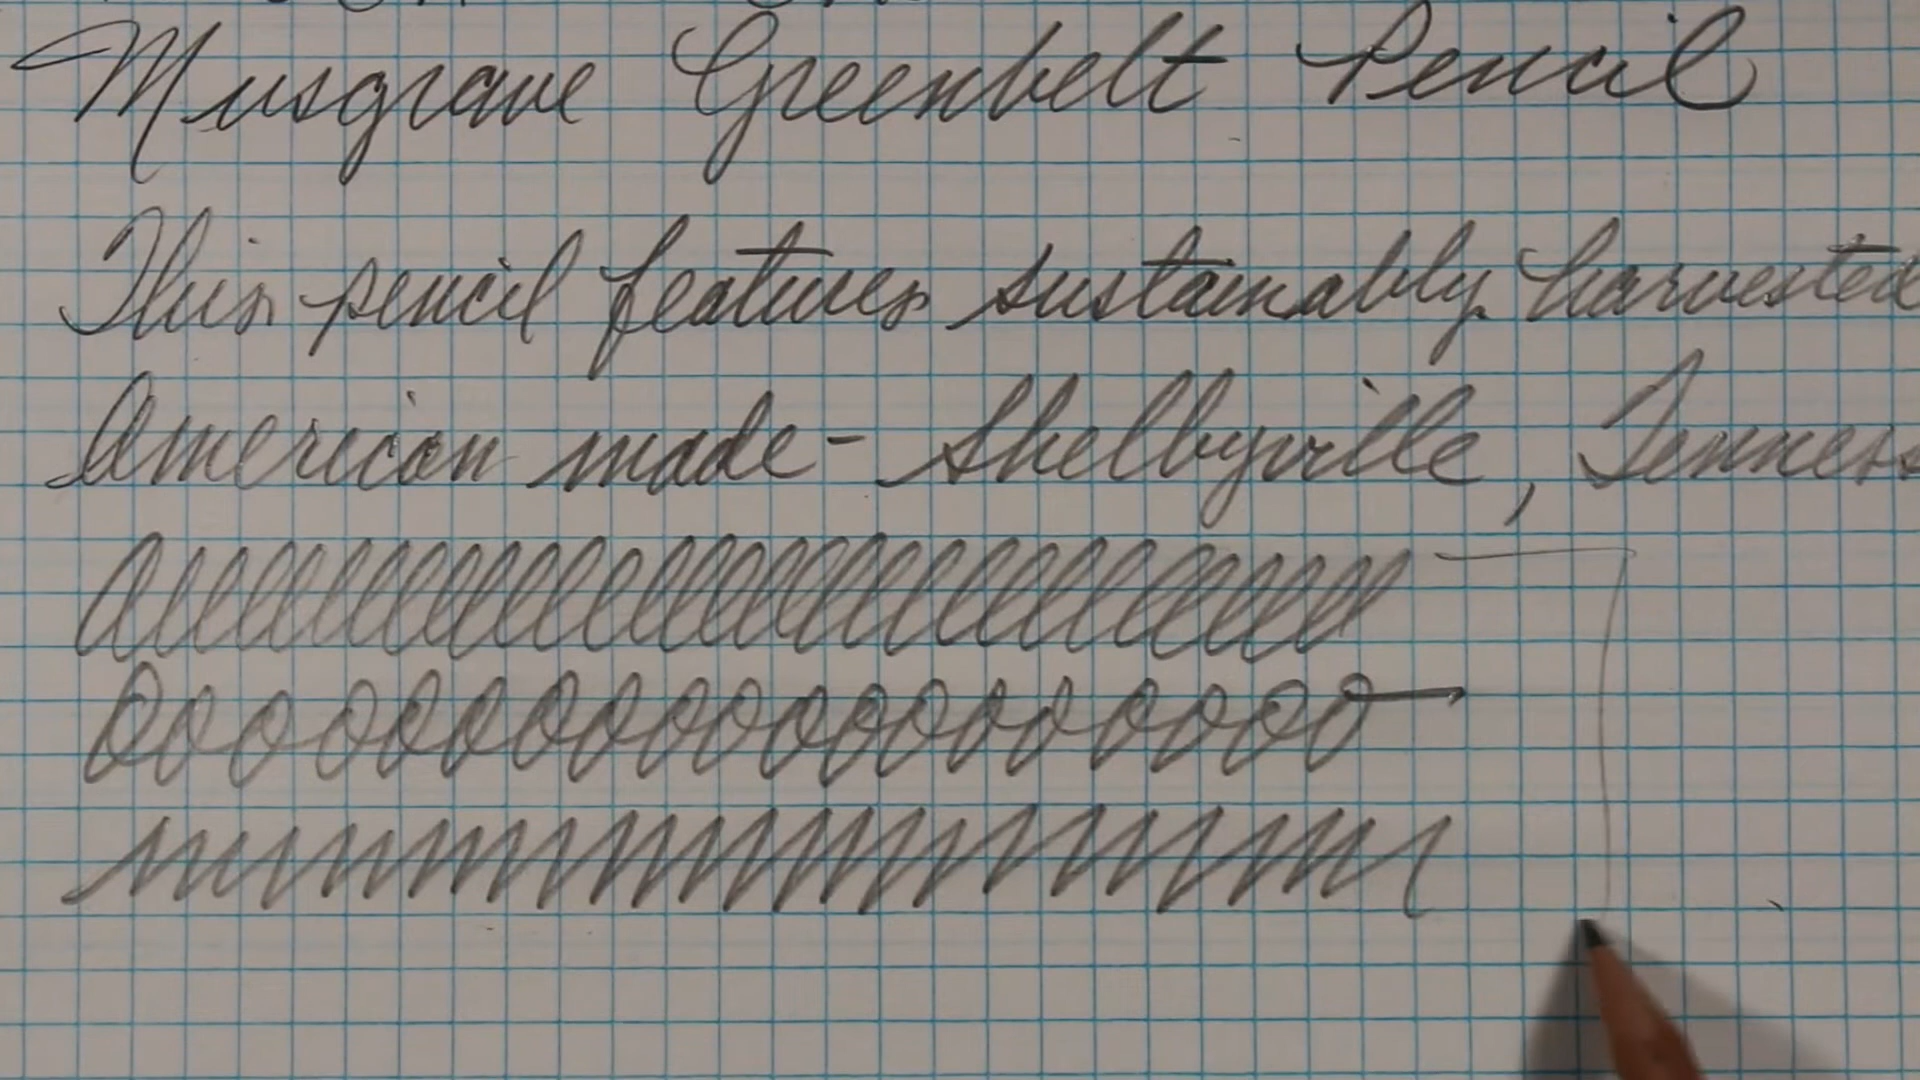 Musgrave Greenbelt Pencil
This pencil features sustainably harvested
American made - Shelbyville, Tenness